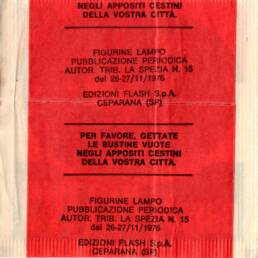 NEGLI APPOSITI CESTINI
DELLA VOSTRA CITTÀ.
FIGURINE LAMPO
PUBBLICAZIONE PERIODICA
AUTOR. TRIB. LA SPEZIA N. 15
del 26-27/11/1976
EDIZIONI FLASH S.p.A.
CEPARANA (SP)
PER FAVORE, GETTATE
LE BUSTINE VUOTE
NEGLI APPOSITI CESTINI
DELLA VOSTRA CITTÀ.
FIGURINE LAMPO
PUBBLICAZIONE PERIODICA
AUTOR. TRIB. LA SPEZIA N. 15
del 26-27/11/1976
EDIZIONI FLASH S.p.A.
CEPARANA (SP)